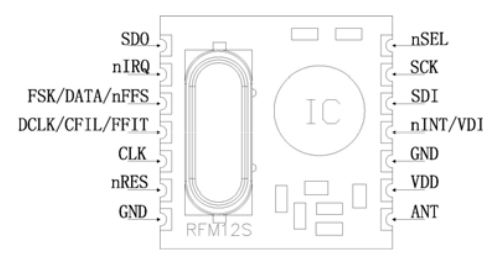 SDO
nIRQ
FSK/DATA/nFFS
DCLK/CFIL/FFIT
CLK
nRES
GND
IC
RFM12S
nSEL
SCK
SDI
nINT/VDI
GND
VDD
ANT